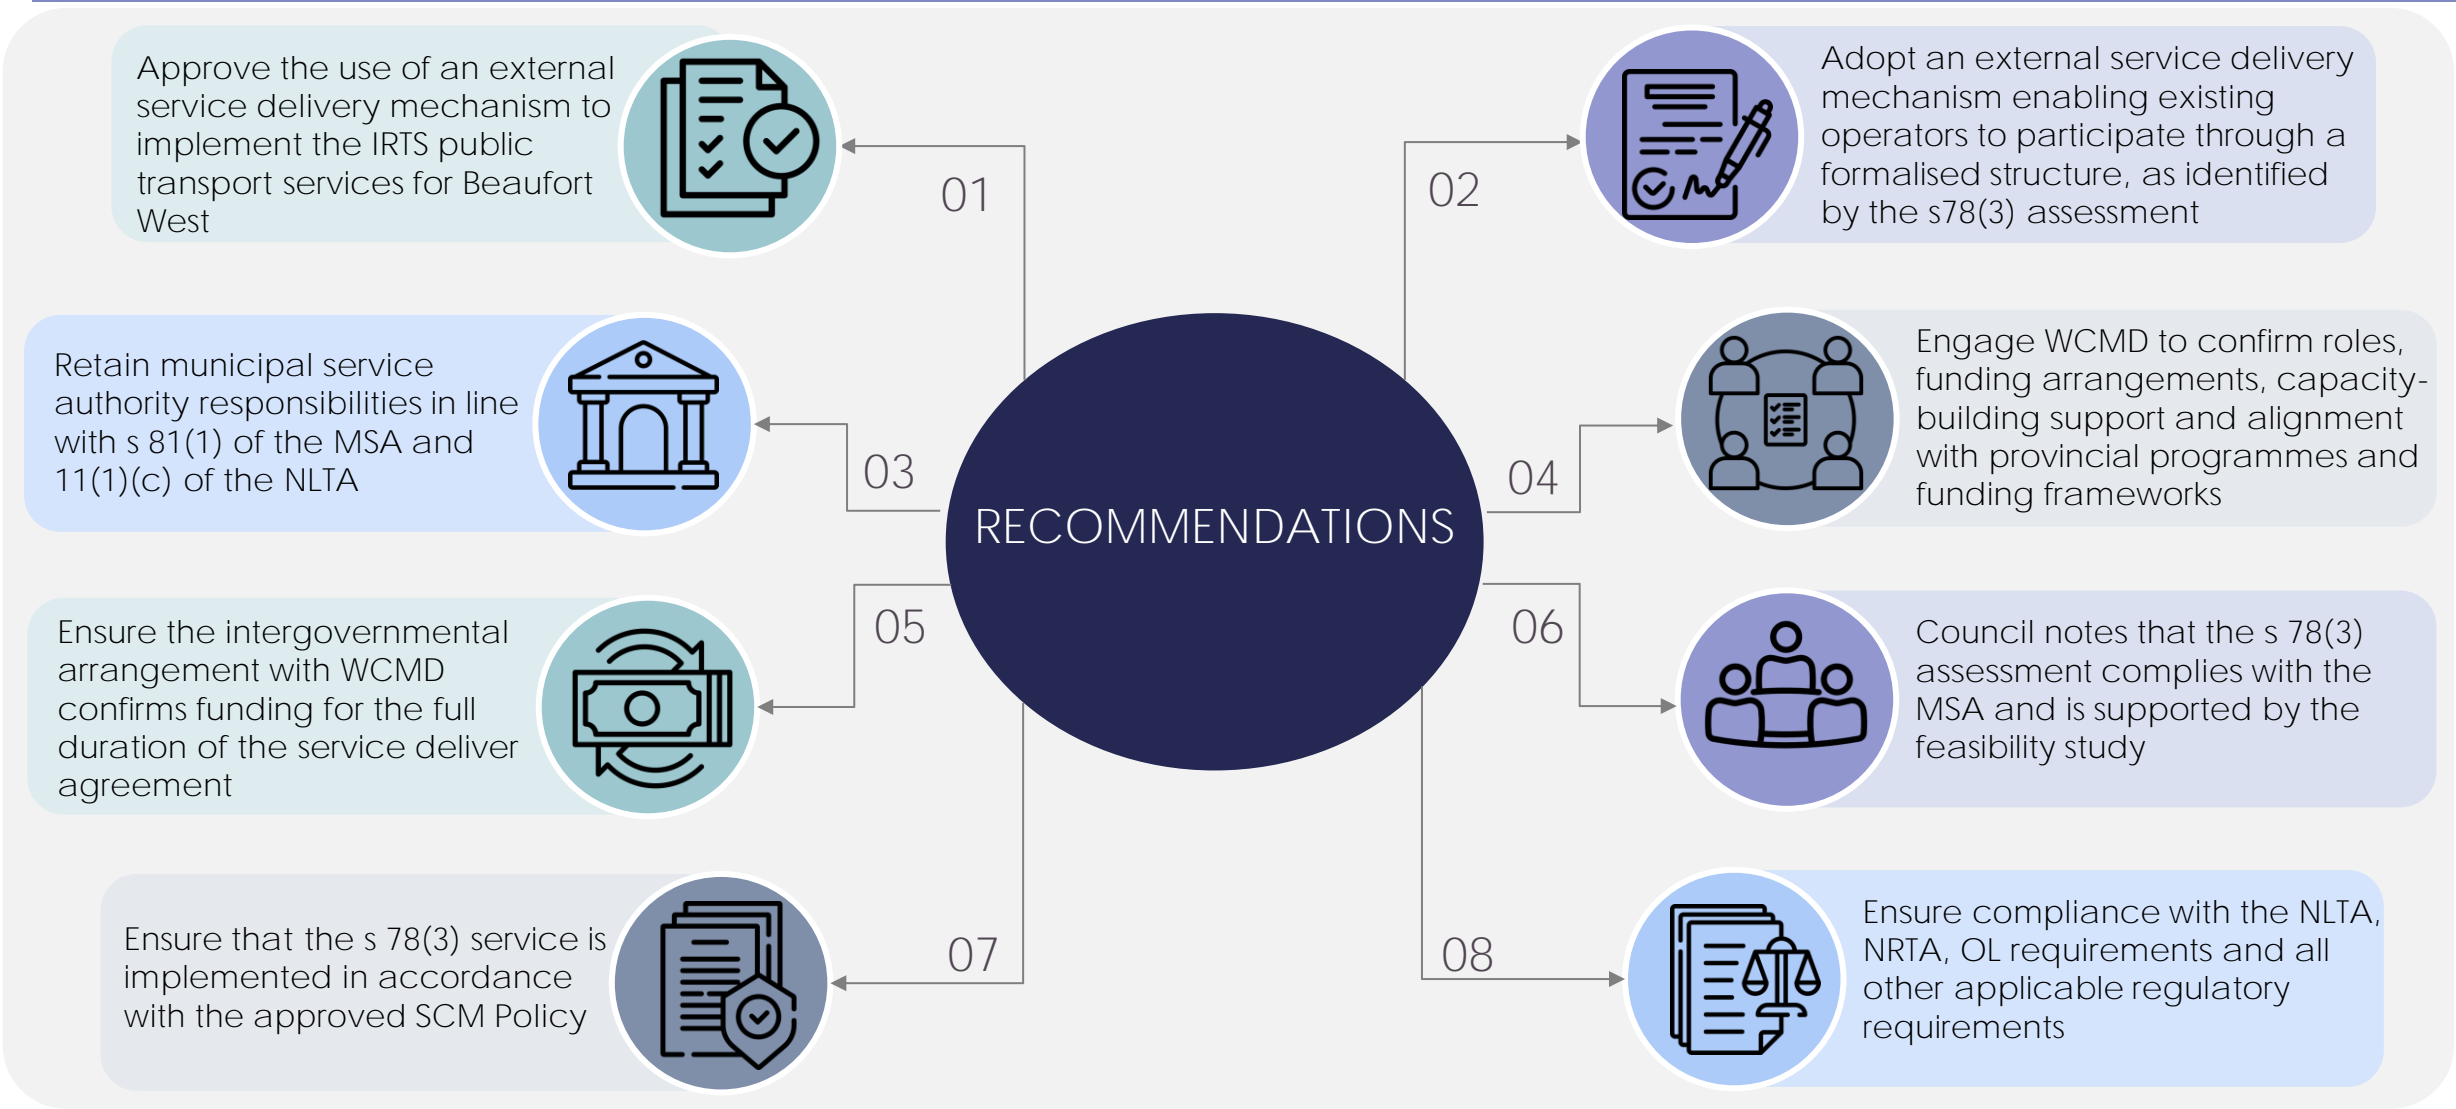 Approve the use of an external
service delivery mechanism to
implement the IRTS public
transport services for Beaufort
West
01
02
Adopt an external service delivery
mechanism enabling existing
operators to participate through a
formalised structure, as identified
by the s78(3) assessment
Retain municipal service
authority responsibilities in line
with s 81(1) of the MSA and
11(1)(c) of the NLTA
03
RECOMMENDATIONS
04
Engage WCMD to confirm roles,
funding arrangements, capacity-
building support and alignment
with provincial programmes and
funding frameworks
Ensure the intergovernmental
arrangement with WCMD
confirms funding for the full
duration of the service deliver
agreement
05
06
Council notes that the s 78(3)
assessment complies with the
MSA and is supported by the
feasibility study
Ensure that the s 78(3) service is
implemented in accordance
with the approved SCM Policy
07
08
Ensure compliance with the NLTA,
NRTA, OL requirements and all
other applicable regulatory
requirements